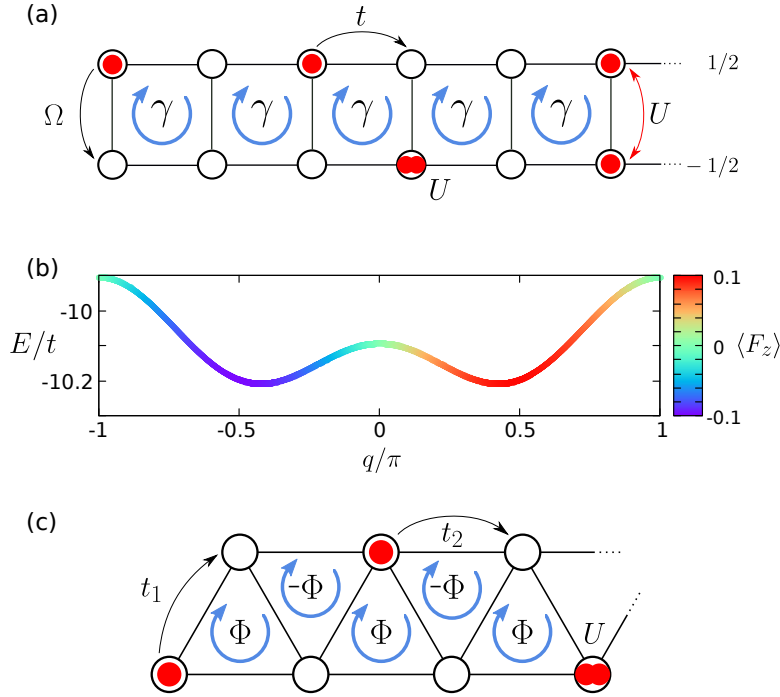 (a)
t
1/2
Ω γ γ γ γ γ U
U
- 1/2
(b)
0.1
-10
E/t 0 ⟨F_z⟩
-10.2
-0.1
-1 -0.5 0 0.5 1
q/π
(c)
t_2
t_1 -Φ -Φ
Φ Φ Φ U